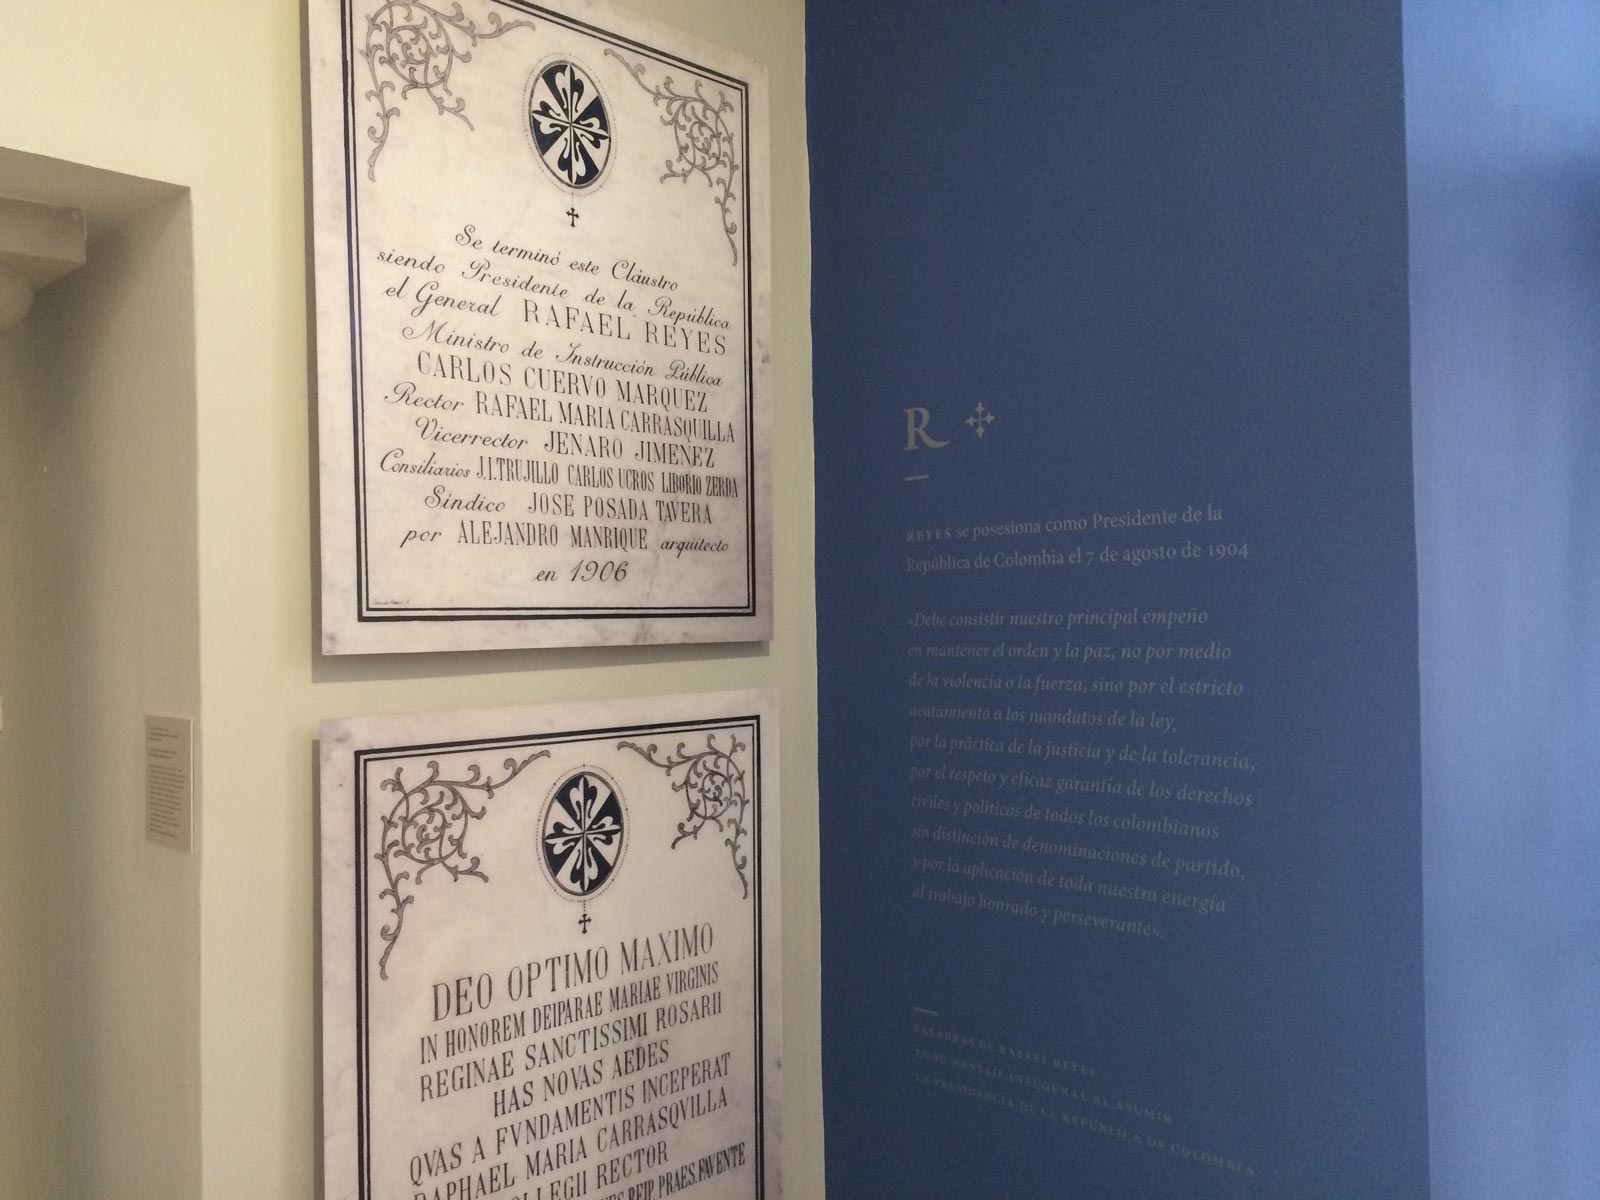 Se terminó este Claustro
siendo Presidente de la República
el General RAFAEL REYES
Ministro de Instrucción Pública
CARLOS CUERVO MARQUEZ
Rector RAFAEL MARIA CARRASQUILLA
Vicerrector JENARO JIMENEZ
Consiliarios J.I.TRUJILLO CARLOS UCROS LIBORIO ZERDA
Sindico JOSE POSADA TAVERA
por ALEJANDRO MANRIQUE arquitecto
en 1906
DEO OPTIMO MAXIMO
IN HONOREM DEIPARAE MARIAE VIRGINIS
REGINAE SANCTISSIMI ROSARII
HAS NOVAS AEDES
QVAS A FVNDAMENTIS INCEPERAT
RAPHAEL MARIA CARRASQVILLA
COLLEGII RECTOR
REIP. PRAES. FAVENTE
R
REYES se posesiona como Presidente de la
República de Colombia el 7 de agosto de 1904
«Debe consistir nuestro principal empeño
en mantener el orden y la paz, no por medio
de la violencia o la fuerza, sino por el estricto
acatamiento a los mandatos de la ley,
por la práctica de la justicia y de la tolerancia,
por el respeto y eficaz garantía de los derechos
civiles y políticos de todos los colombianos
sin distinción de denominaciones de partido,
y por la aplicación de toda nuestra energía
al trabajo honrado y perseverante».
PALABRAS DE RAFAEL REYES
EN SU MENSAJE INAUGURAL AL ASUMIR
LA PRESIDENCIA DE LA REPÚBLICA DE COLOMBIA